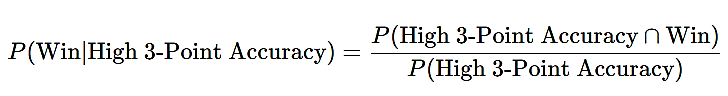 P(Win|High 3-Point Accuracy) = P(High 3-Point Accuracy ∩ Win) / P(High 3-Point Accuracy)